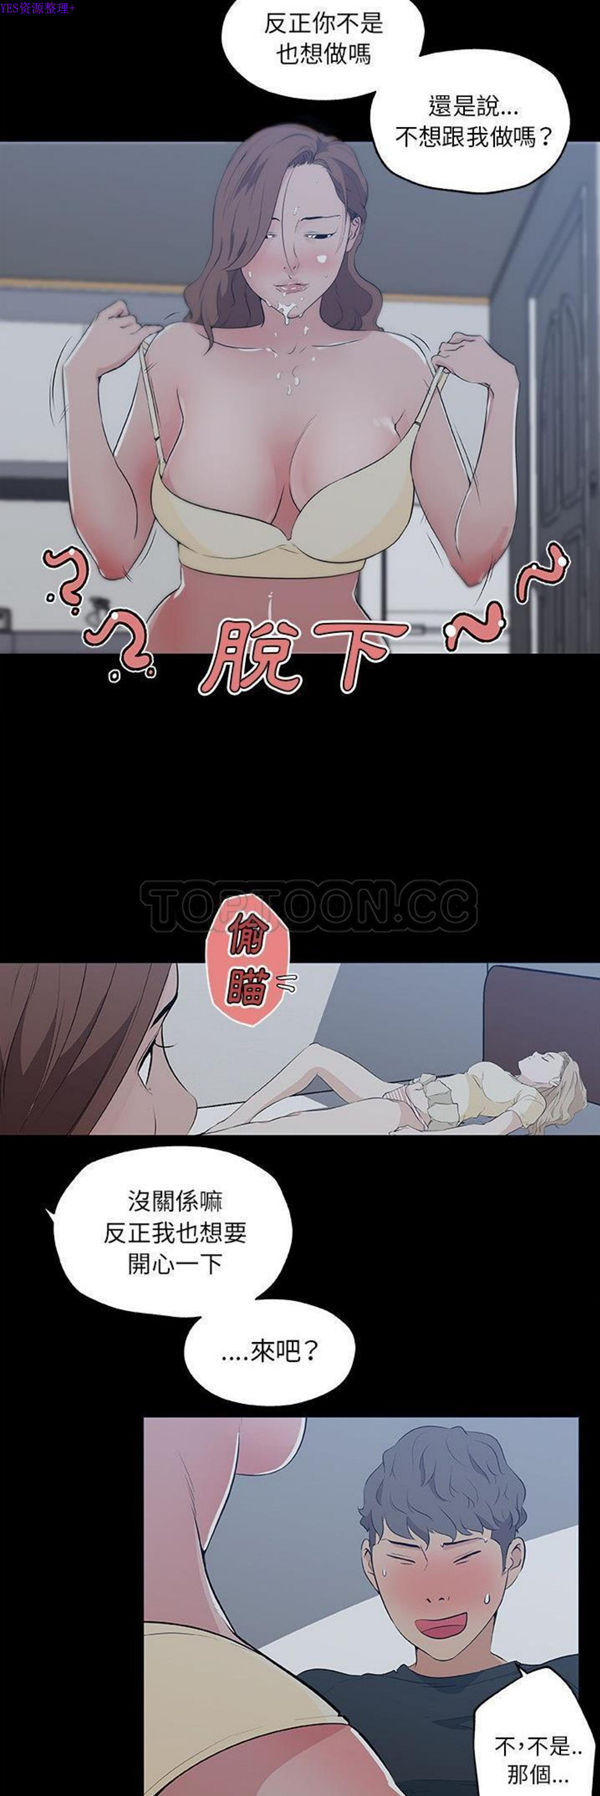 YES资源整理+
反正你不是
也想做嗎
還是說...
不想跟我做嗎？
脫下
TOPTOON.CC
偷
瞄
沒關係嘛
反正我也想要
開心一下
....來吧？
不，不是..
那個...